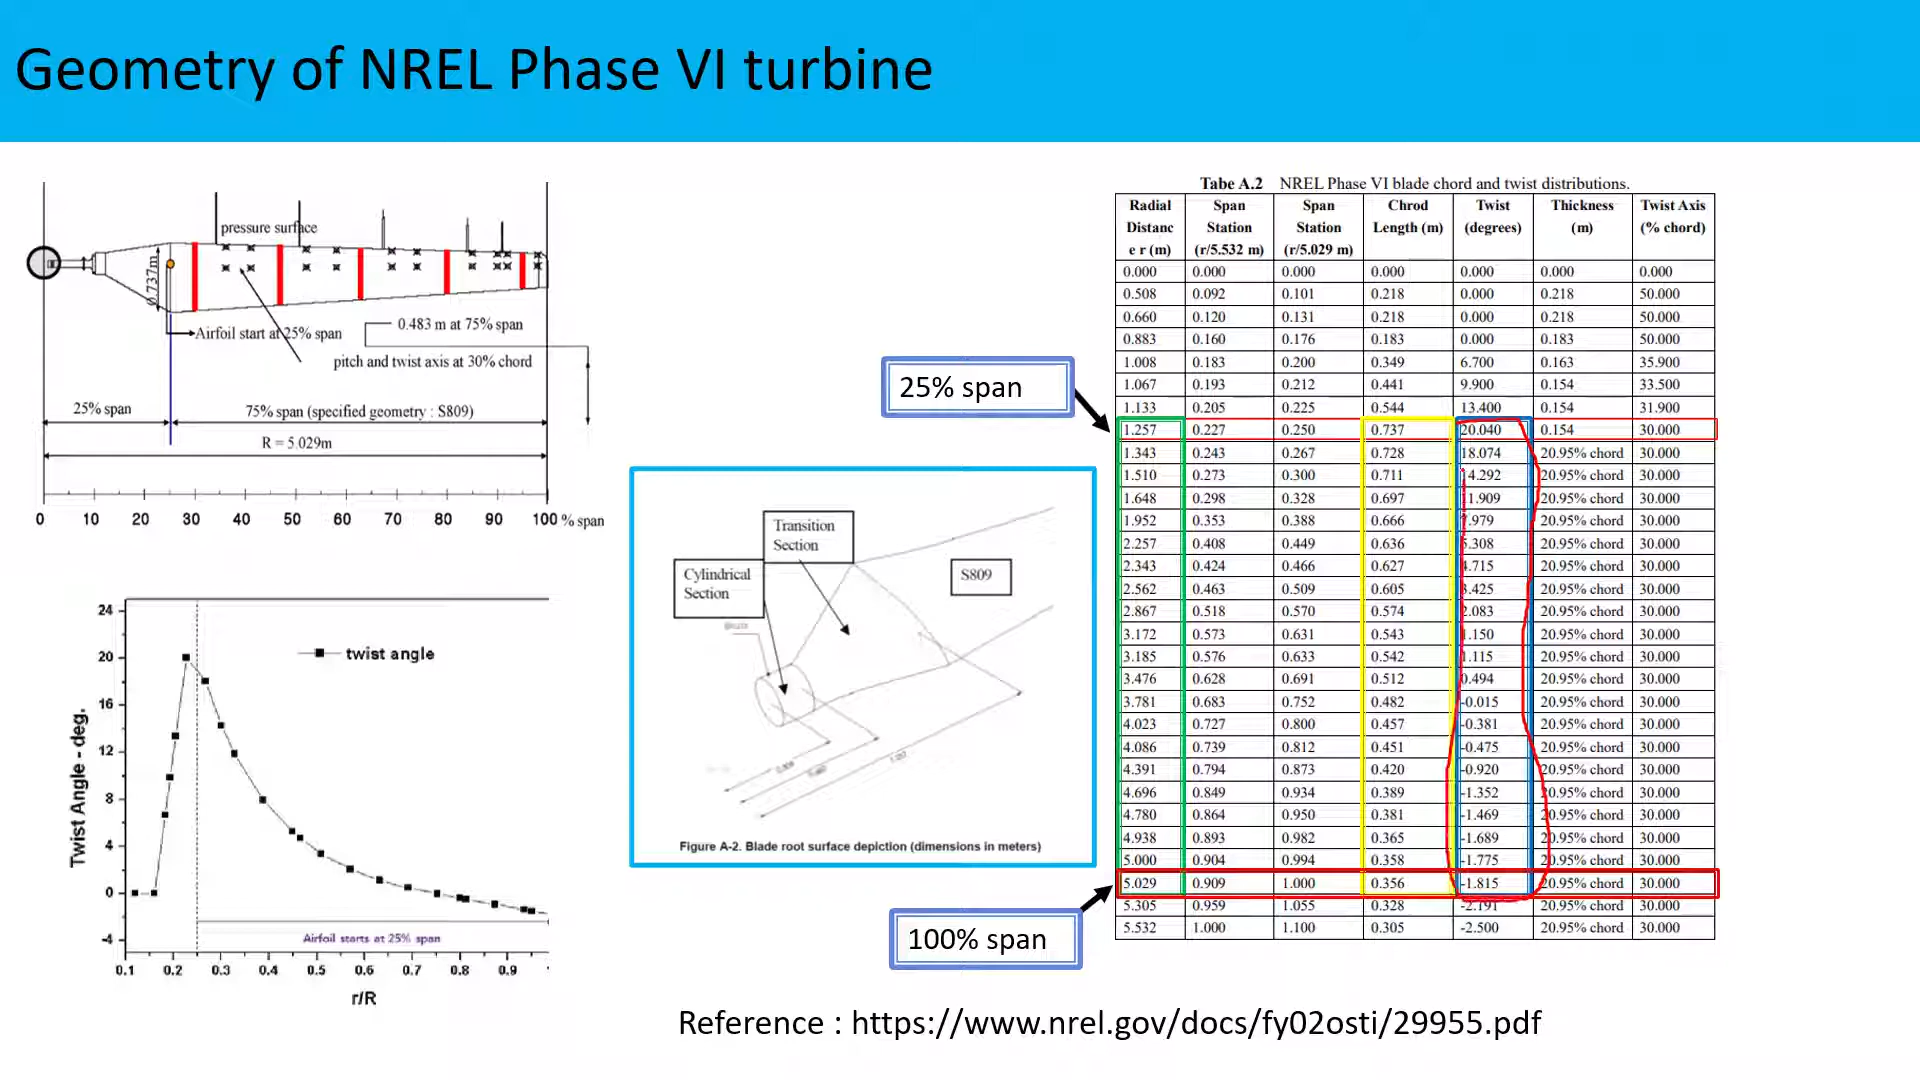 Geometry of NREL Phase VI turbine
pressure surface
0.737m
Airfoil start at 25% span
0.483 m at 75% span
pitch and twist axis at 30% chord
25% span
75% span (specified geometry : S809)
R = 5.029m
0 10 20 30 40 50 60 70 80 90 100 % span
24
20
16
12
8
4
0
-4
Twist Angle - deg.
twist angle
Airfoil starts at 25% span
0.1 0.2 0.3 0.4 0.5 0.6 0.7 0.8 0.9
r/R
Transition
Section
Cylindrical
Section
S809
Figure A-2. Blade root surface depiction (dimensions in meters)
25% span
100% span
Tabe A.2 NREL Phase VI blade chord and twist distributions.
Radial Span Span Chrod Twist Thickness Twist Axis
Distanc Station Station Length (m) (degrees) (m) (% chord)
e r (m) (r/5.532 m) (r/5.029 m)
0.000 0.000 0.000 0.000 0.000 0.000 0.000
0.508 0.092 0.101 0.218 0.000 0.218 50.000
0.660 0.120 0.131 0.218 0.000 0.218 50.000
0.883 0.160 0.176 0.183 0.000 0.183 50.000
1.008 0.183 0.200 0.349 6.700 0.163 35.900
1.067 0.193 0.212 0.441 9.900 0.154 33.500
1.133 0.205 0.225 0.544 13.400 0.154 31.900
1.257 0.227 0.250 0.737 20.040 0.154 30.000
1.343 0.243 0.267 0.728 18.074 20.95% chord 30.000
1.510 0.273 0.300 0.711 14.292 20.95% chord 30.000
1.648 0.298 0.328 0.697 11.909 20.95% chord 30.000
1.952 0.353 0.388 0.666 7.979 20.95% chord 30.000
2.257 0.408 0.449 0.636 5.308 20.95% chord 30.000
2.343 0.424 0.466 0.627 4.715 20.95% chord 30.000
2.562 0.463 0.509 0.605 3.425 20.95% chord 30.000
2.867 0.518 0.570 0.574 2.083 20.95% chord 30.000
3.172 0.573 0.631 0.543 1.150 20.95% chord 30.000
3.185 0.576 0.633 0.542 1.115 20.95% chord 30.000
3.476 0.628 0.691 0.512 0.494 20.95% chord 30.000
3.781 0.683 0.752 0.482 -0.015 20.95% chord 30.000
4.023 0.727 0.800 0.457 -0.381 20.95% chord 30.000
4.086 0.739 0.812 0.451 -0.475 20.95% chord 30.000
4.391 0.794 0.873 0.420 -0.920 20.95% chord 30.000
4.696 0.849 0.934 0.389 -1.352 20.95% chord 30.000
4.780 0.864 0.950 0.381 -1.469 20.95% chord 30.000
4.938 0.893 0.982 0.365 -1.689 20.95% chord 30.000
5.000 0.904 0.994 0.358 -1.775 20.95% chord 30.000
5.029 0.909 1.000 0.356 -1.815 20.95% chord 30.000
5.305 0.959 1.055 0.328 -2.191 20.95% chord 30.000
5.532 1.000 1.100 0.305 -2.500 20.95% chord 30.000
Reference : https://www.nrel.gov/docs/fy02osti/29955.pdf